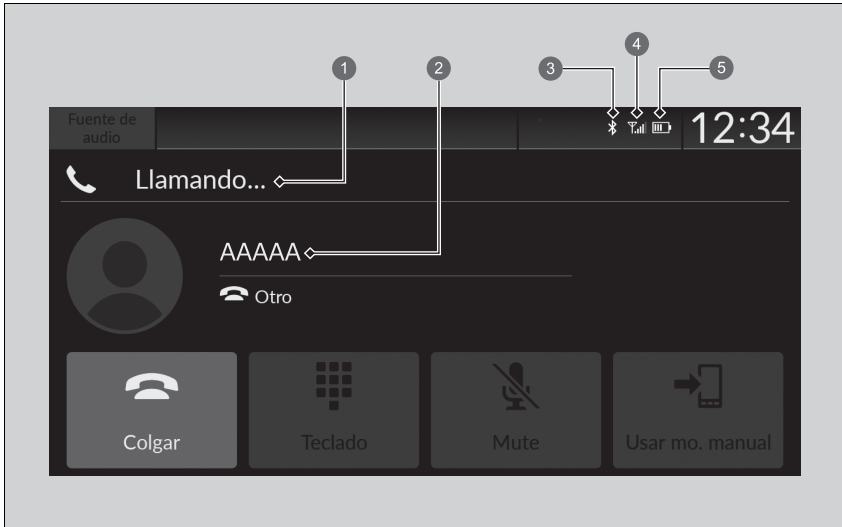 1
2
3
4
5
Fuente de
audio
12:34
Llamando...
AAAAA
Otro
Colgar
Teclado
Mute
Usar mo. manual